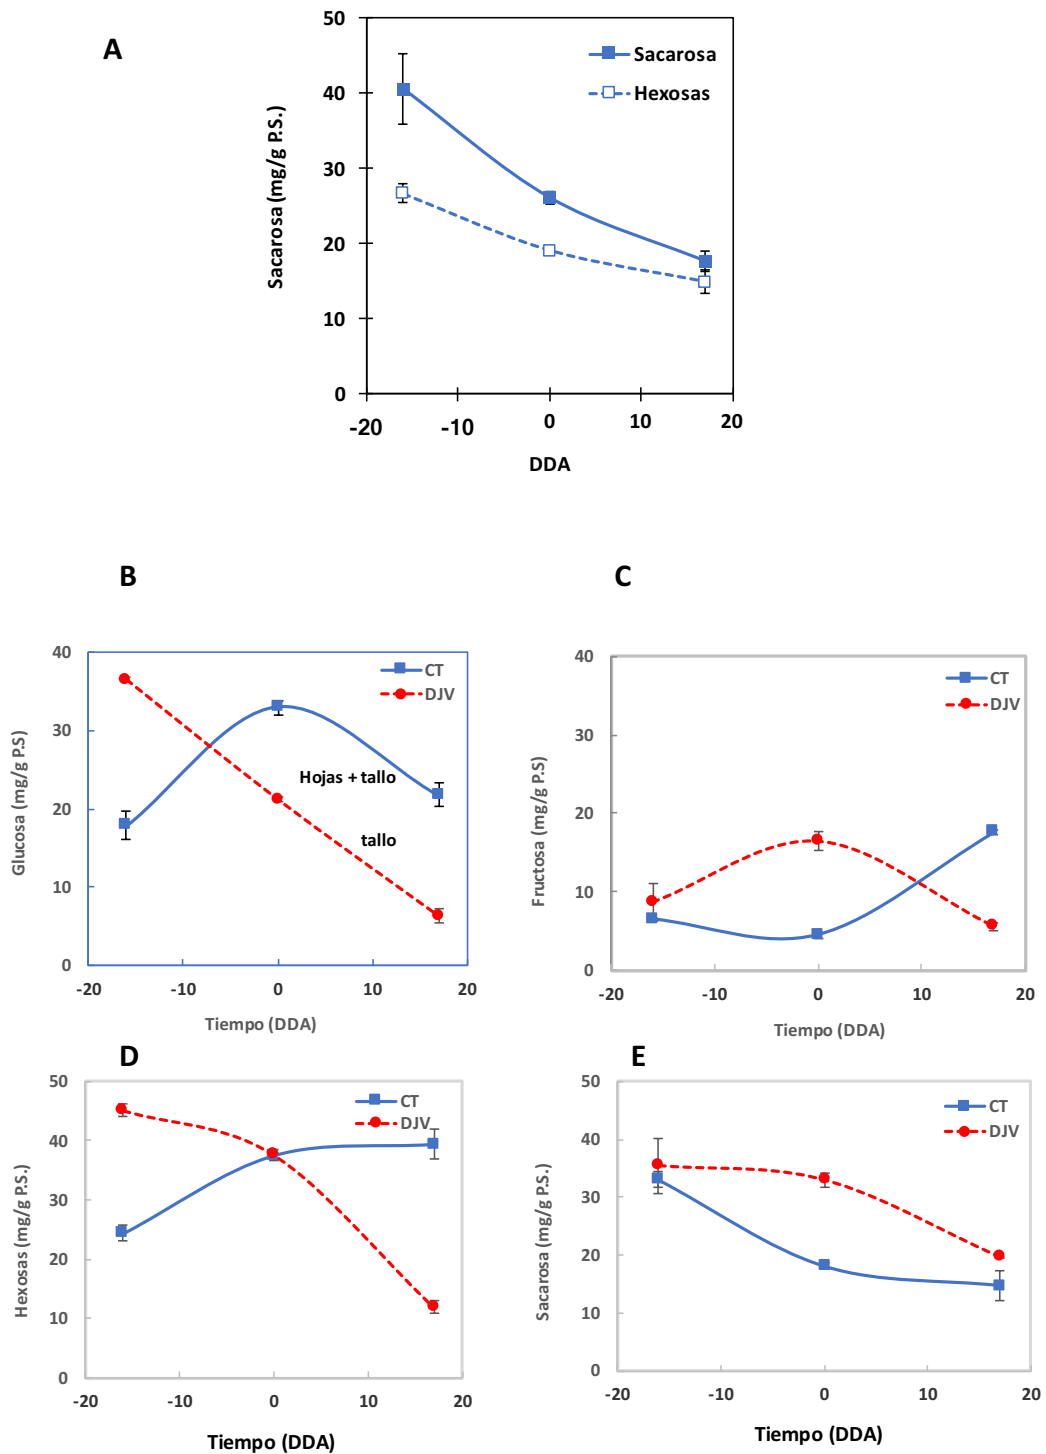 A
Sacarosa (mg/g P.S.)
50
40
30
20
10
0
Sacarosa
Hexosas
-20
-10
0
10
20
DDA
B
Glucosa (mg/g P.S)
40
30
20
10
0
CT
DJV
Hojas + tallo
tallo
-20
-10
0
10
20
Tiempo (DDA)
C
Fructosa (mg/g P.S)
40
30
20
10
0
CT
DJV
-20
-10
0
10
20
Tiempo (DDA)
D
Hexosas (mg/g P.S.)
50
40
30
20
10
0
CT
DJV
-20
-10
0
10
20
Tiempo (DDA)
E
Sacarosa (mg/g P.S.)
50
40
30
20
10
0
CT
DJV
-20
-10
0
10
20
Tiempo (DDA)